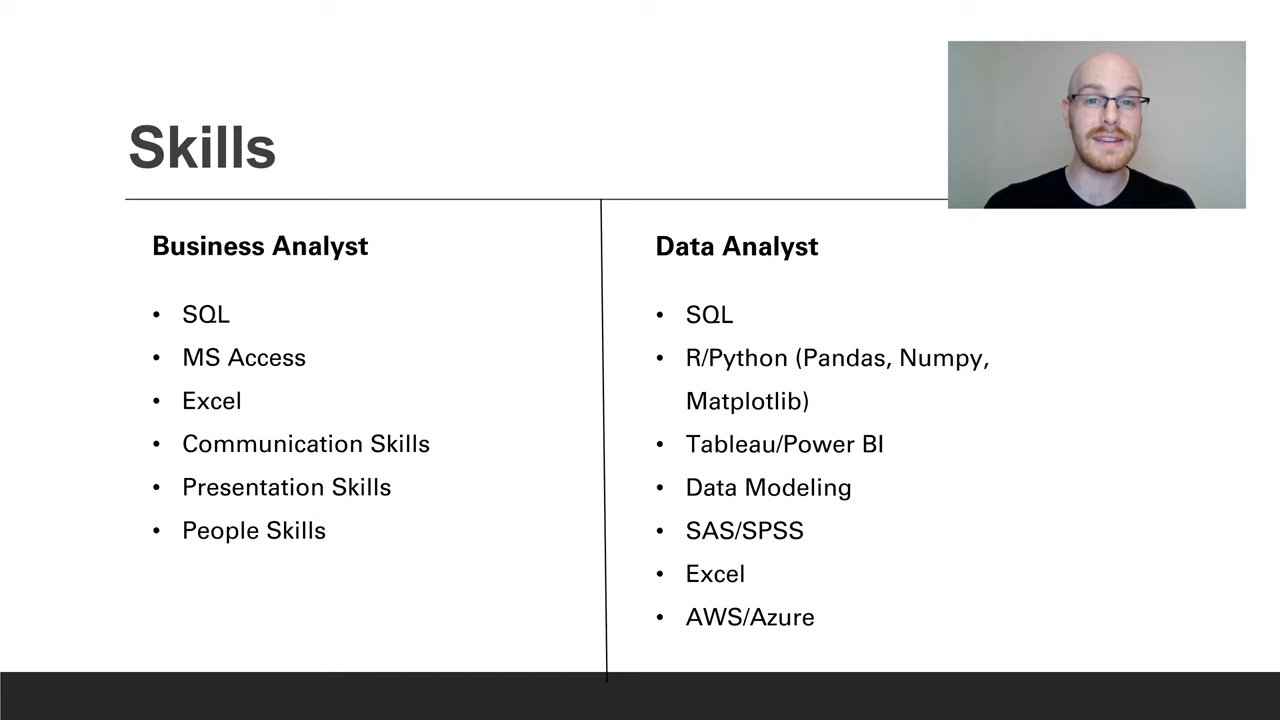 Skills
Business Analyst
• SQL
• MS Access
• Excel
• Communication Skills
• Presentation Skills
• People Skills
Data Analyst
• SQL
• R/Python (Pandas, Numpy,
Matplotlib)
• Tableau/Power BI
• Data Modeling
• SAS/SPSS
• Excel
• AWS/Azure